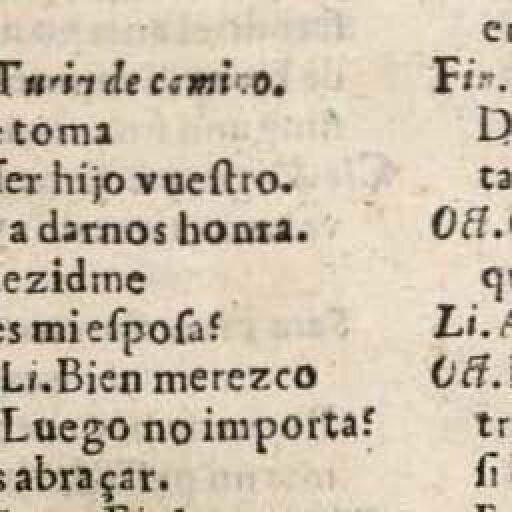 Turin de camino.
e toma
ſer hijo vueſtro.
a darnos honra.
ezidme
es mi eſpoſa?
Li. Bien merezco
Luego no importa?
s abraçar.
Fin.
D
ta
Oct.
qu
Li.
Oct.
tr
ſi